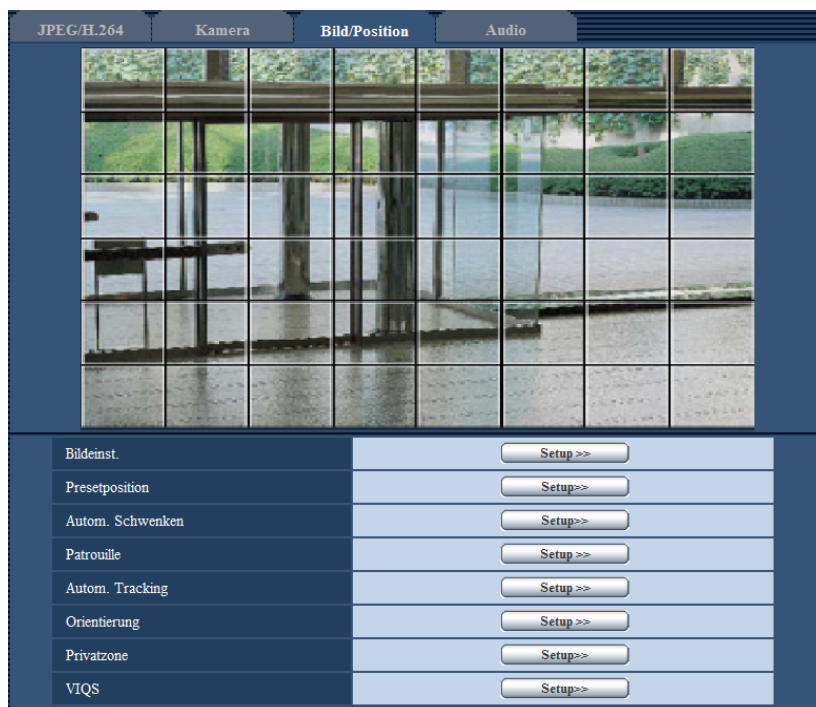 JPEG/H.264 Kamera Bild/Position Audio
Bildeinst. Setup >>
Presetposition Setup>>
Autom. Schwenken Setup>>
Patrouille Setup >>
Autom. Tracking Setup >>
Orientierung Setup >>
Privatzone Setup>>
VIQS Setup>>